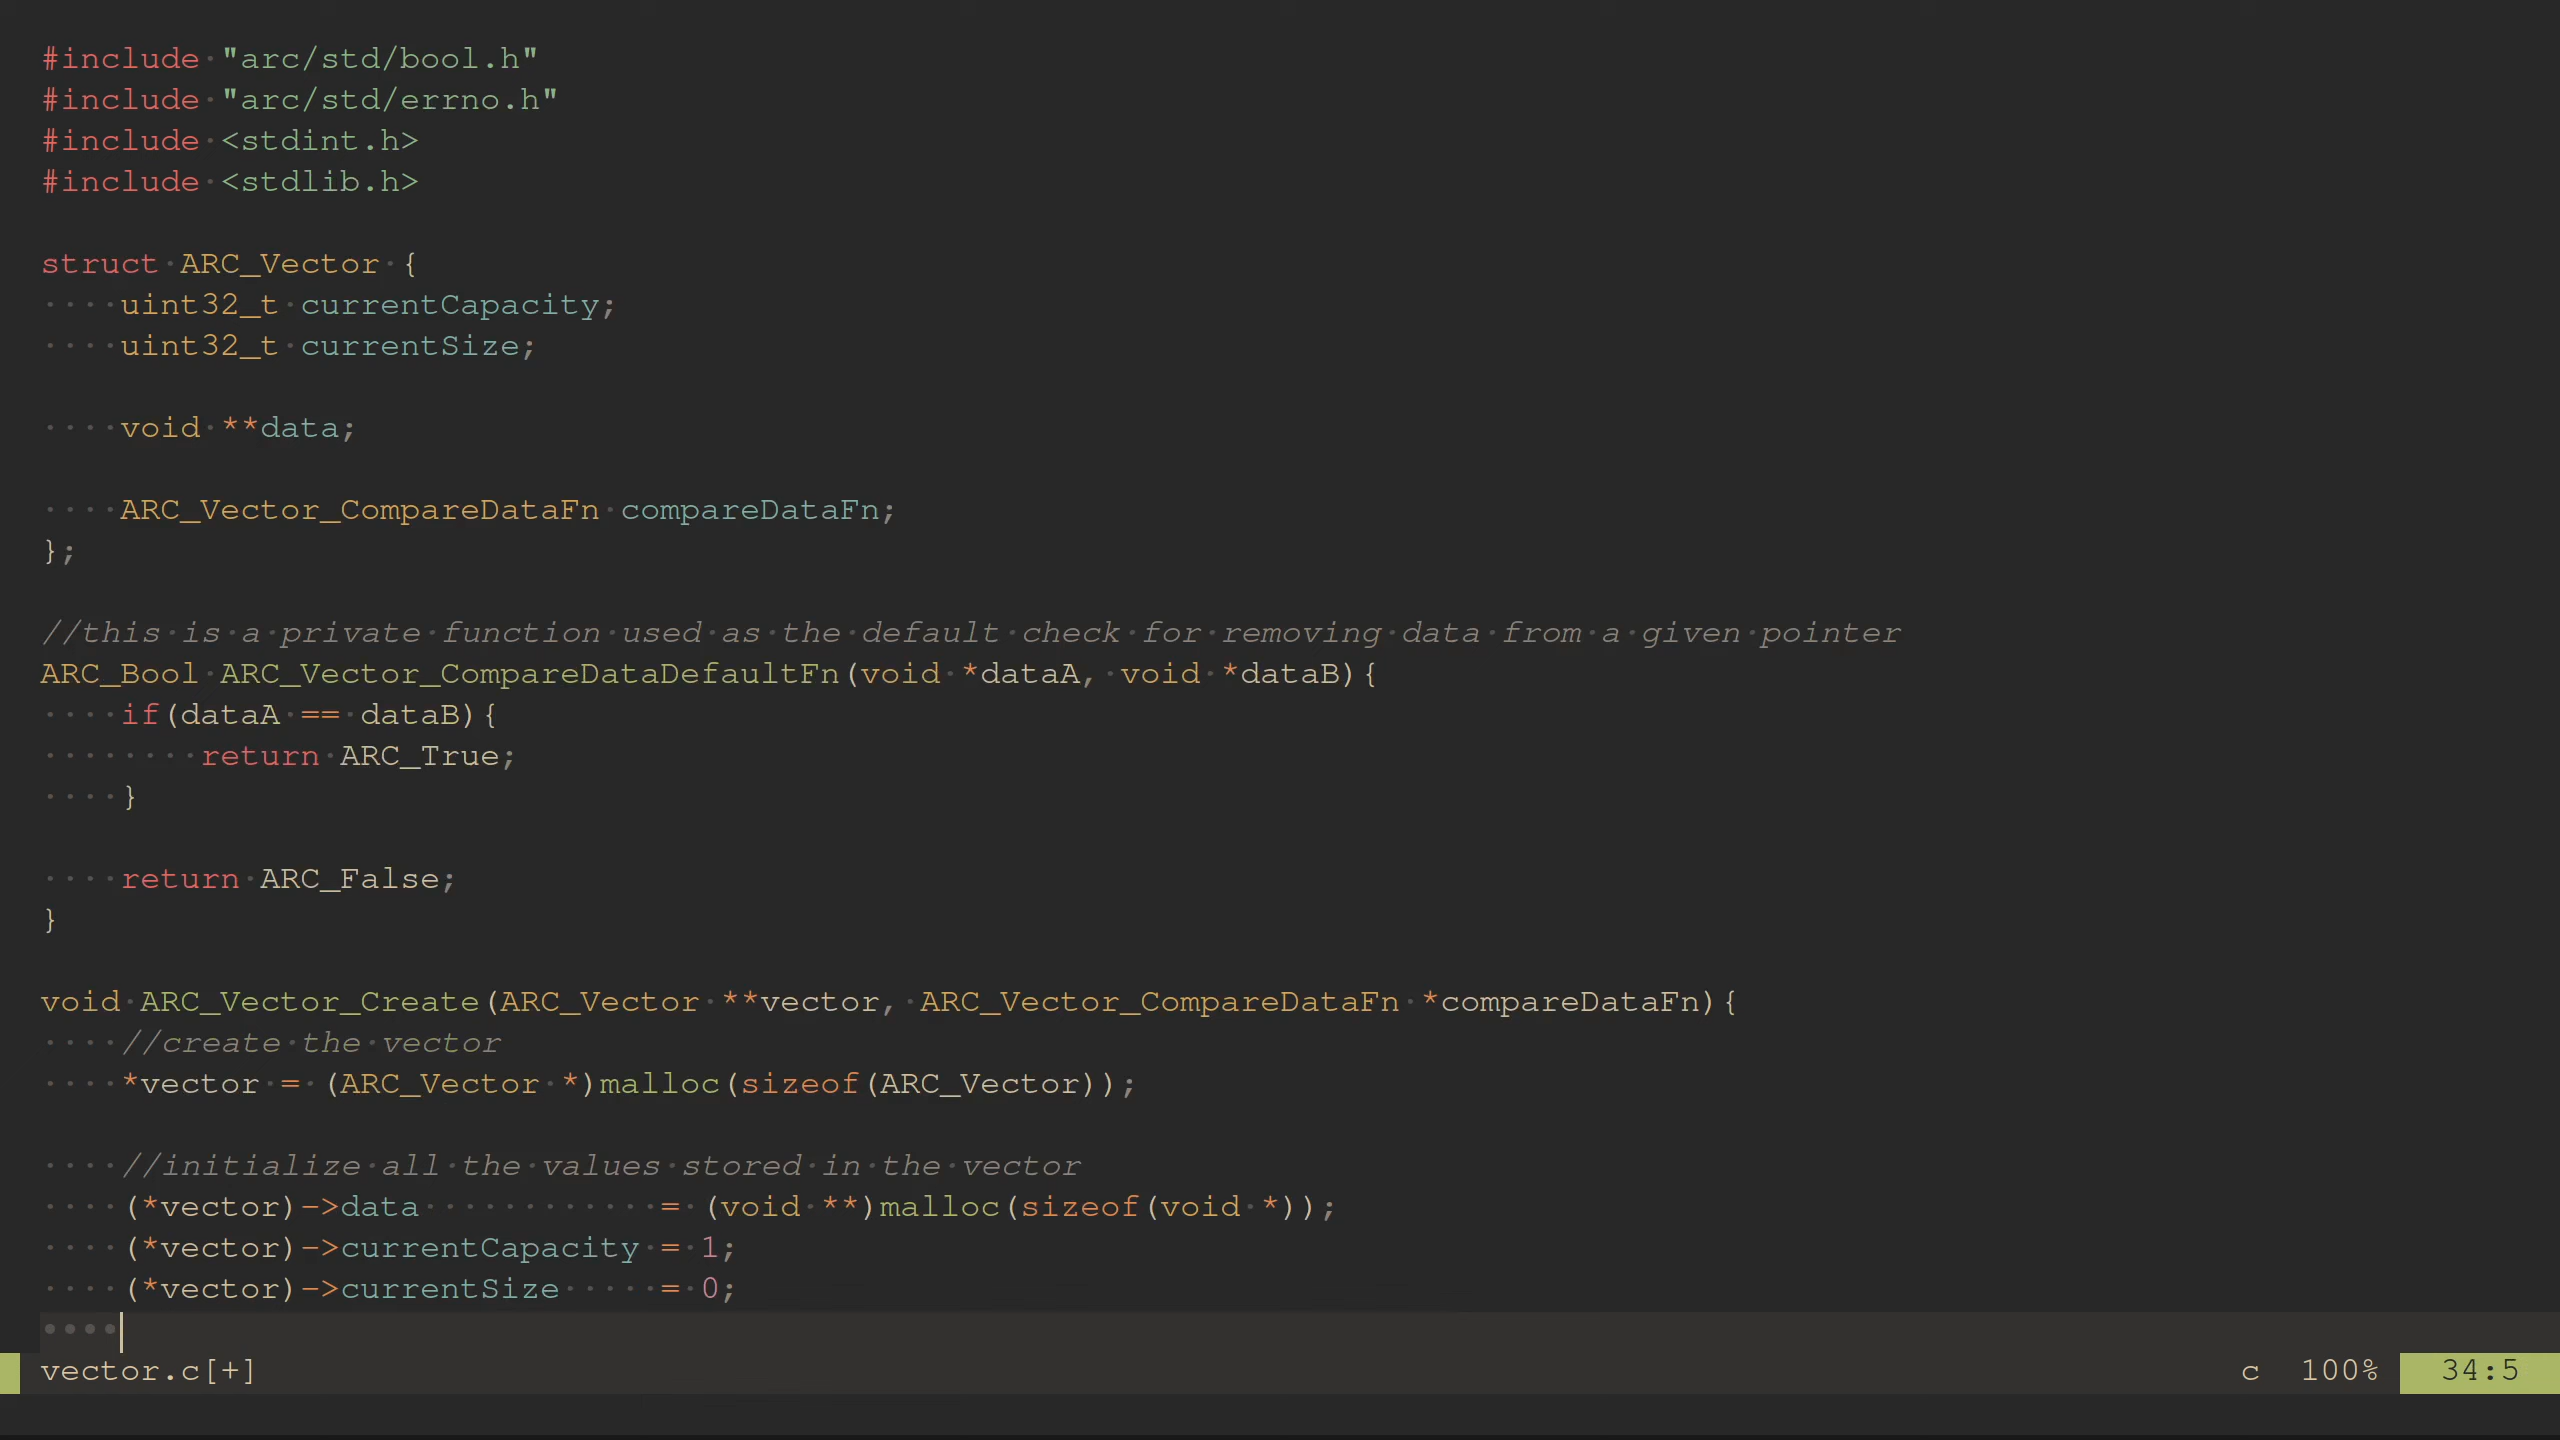 #include "arc/std/bool.h"
#include "arc/std/errno.h"
#include <stdint.h>
#include <stdlib.h>

struct ARC_Vector {
    uint32_t currentCapacity;
    uint32_t currentSize;

    void **data;

    ARC_Vector_CompareDataFn compareDataFn;
};

//this is a private function used as the default check for removing data from a given pointer
ARC_Bool ARC_Vector_CompareDataDefaultFn(void *dataA, void *dataB){
    if(dataA == dataB){
        return ARC_True;
    }

    return ARC_False;
}

void ARC_Vector_Create(ARC_Vector **vector, ARC_Vector_CompareDataFn *compareDataFn){
    //create the vector
    *vector = (ARC_Vector *)malloc(sizeof(ARC_Vector));

    //initialize all the values stored in the vector
    (*vector)->data            = (void **)malloc(sizeof(void *));
    (*vector)->currentCapacity = 1;
    (*vector)->currentSize     = 0;

vector.c[+] c 100% 34:5